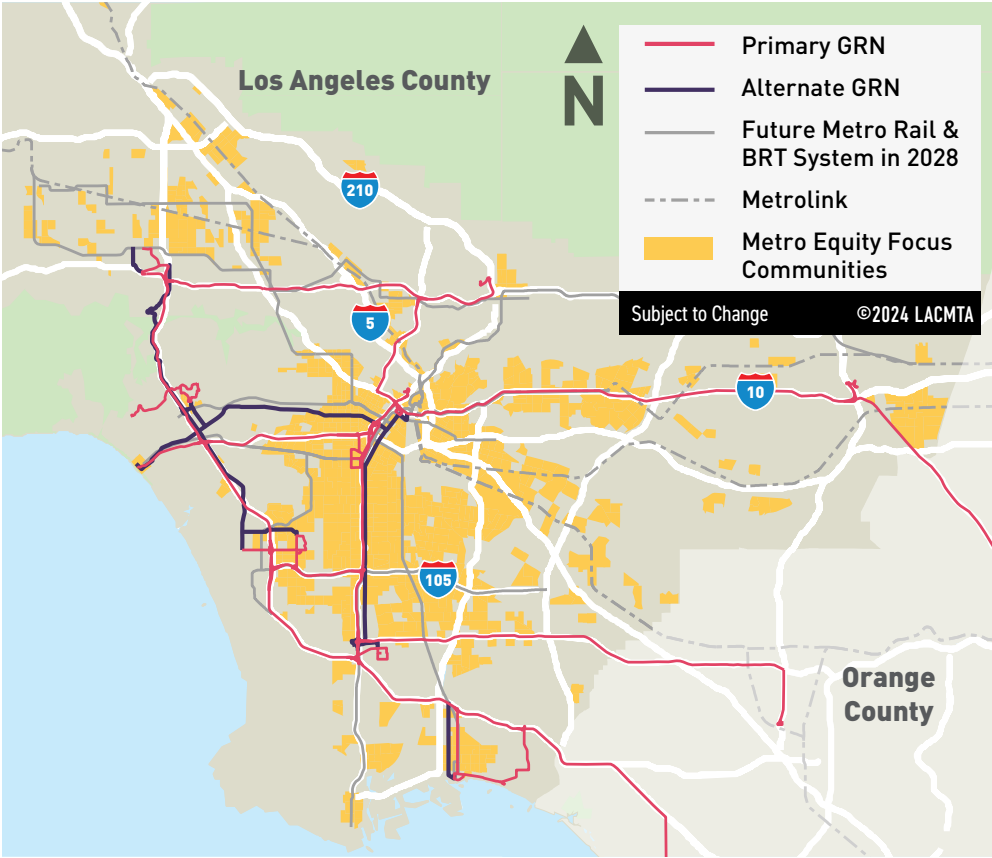 Los Angeles County
N
Primary GRN
Alternate GRN
Future Metro Rail &
BRT System in 2028
Metrolink
Metro Equity Focus
Communities
Subject to Change
©2024 LACMTA
210
5
10
105
Orange
County